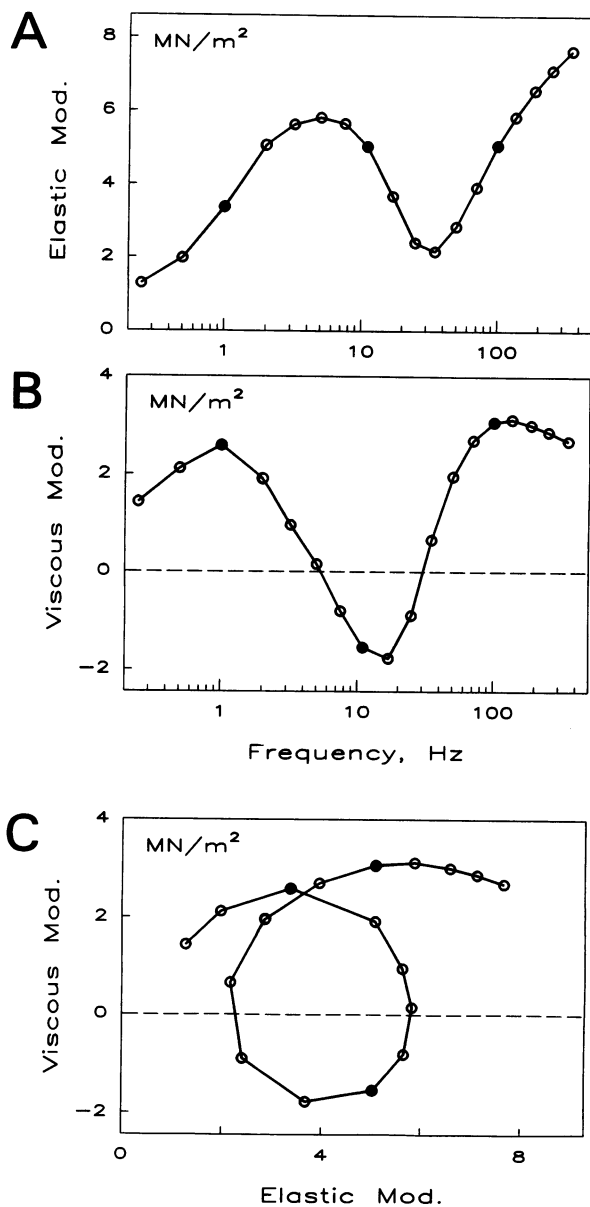 A
MN/m²
Elastic Mod.
8
6
4
2
0
1 10 100
B
MN/m²
Viscous Mod.
4
2
0
−2
1 10 100
Frequency, Hz
C
MN/m²
Viscous Mod.
4
2
0
−2
0 4 8
Elastic Mod.